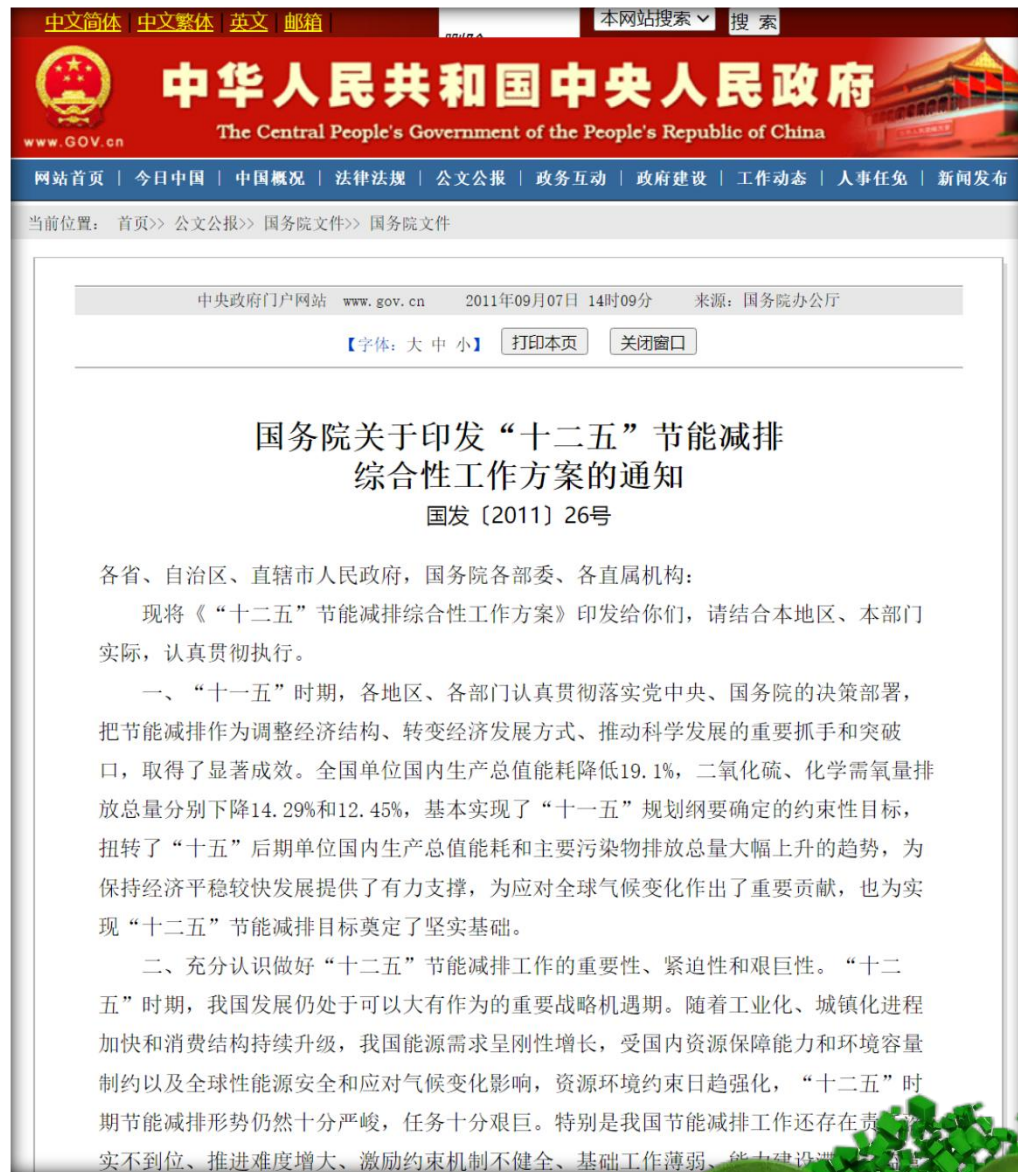 中文简体 | 中文繁体 | 英文 | 邮箱
本网站搜索 搜 索
中华人民共和国中央人民政府
The Central People's Government of the People's Republic of China
www.GOV.cn
网站首页 | 今日中国 | 中国概况 | 法律法规 | 公文公报 | 政务互动 | 政府建设 | 工作动态 | 人事任免 | 新闻发布
当前位置： 首页>> 公文公报>> 国务院文件>> 国务院文件
中央政府门户网站 www.gov.cn 2011年09月07日 14时09分 来源：国务院办公厅
【字体：大 中 小】 打印本页 关闭窗口
国务院关于印发“十二五”节能减排
综合性工作方案的通知
国发〔2011〕26号
各省、自治区、直辖市人民政府，国务院各部委、各直属机构：
现将《“十二五”节能减排综合性工作方案》印发给你们，请结合本地区、本部门
实际，认真贯彻执行。
一、“十一五”时期，各地区、各部门认真贯彻落实党中央、国务院的决策部署，
把节能减排作为调整经济结构、转变经济发展方式、推动科学发展的重要抓手和突破
口，取得了显著成效。全国单位国内生产总值能耗降低19.1%，二氧化硫、化学需氧量排
放总量分别下降14.29%和12.45%，基本实现了“十一五”规划纲要确定的约束性目标，
扭转了“十五”后期单位国内生产总值能耗和主要污染物排放总量大幅上升的趋势，为
保持经济平稳较快发展提供了有力支撑，为应对全球气候变化作出了重要贡献，也为实
现“十二五”节能减排目标奠定了坚实基础。
二、充分认识做好“十二五”节能减排工作的重要性、紧迫性和艰巨性。“十二
五”时期，我国发展仍处于可以大有作为的重要战略机遇期。随着工业化、城镇化进程
加快和消费结构持续升级，我国能源需求呈刚性增长，受国内资源保障能力和环境容量
制约以及全球性能源安全和应对气候变化影响，资源环境约束日趋强化，“十二五”时
期节能减排形势仍然十分严峻，任务十分艰巨。特别是我国节能减排工作还存在责
实不到位、推进难度增大、激励约束机制不健全、基础工作薄弱、能力建设